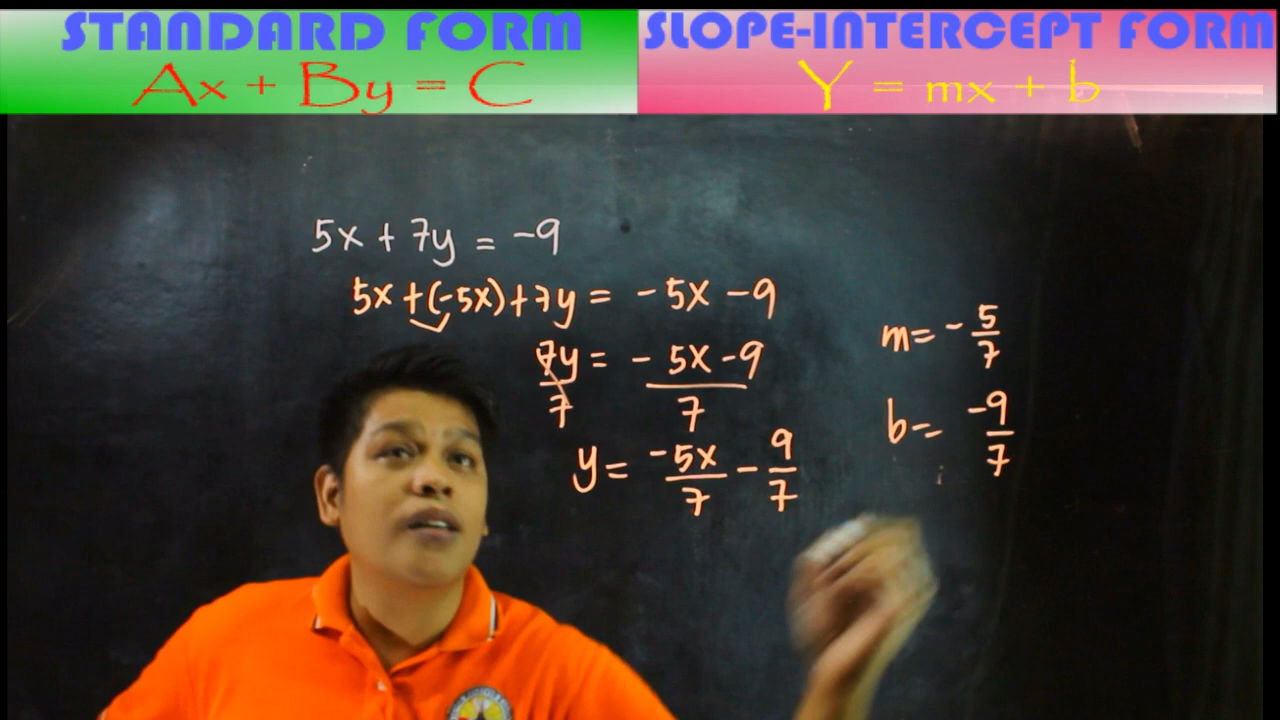 STANDARD FORM
Ax + By = C
SLOPE-INTERCEPT FORM
Y = mx + b
5x + 7y = -9
5x + (-5x) + 7y = -5x - 9
7y/7 = (-5x - 9)/7
y = -5x/7 - 9/7
m = -5/7
b = -9/7